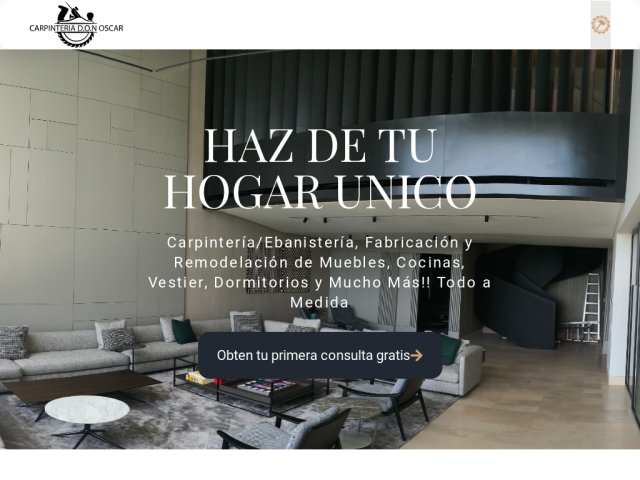 CARPINTERIA D.O.N OSCAR
HAZ DE TU
HOGAR UNICO
Carpintería/Ebanistería, Fabricación y
Remodelación de Muebles, Cocinas,
Vestier, Dormitorios y Mucho Más!! Todo a
Medida
Obten tu primera consulta gratis